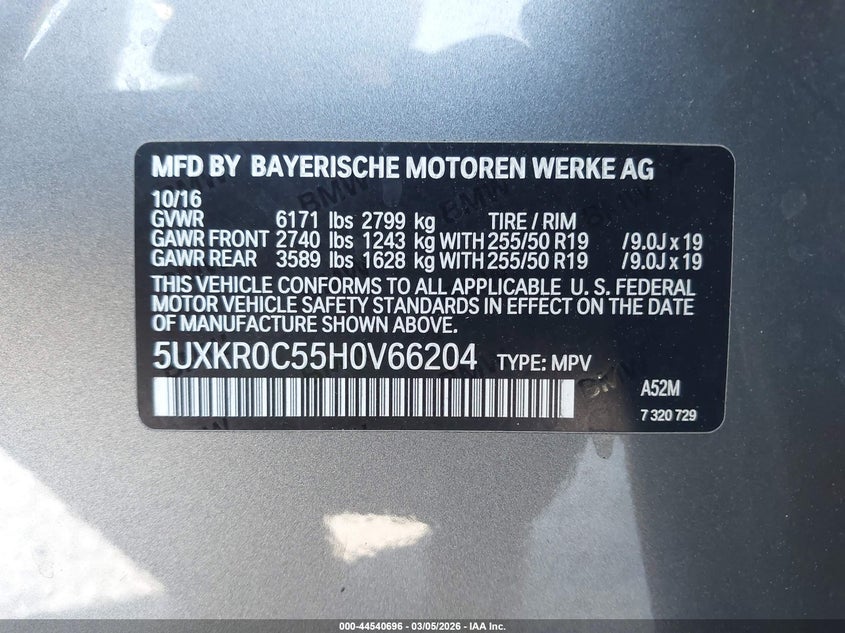 MFD BY BAYERISCHE MOTOREN WERKE AG
10/16
GVWR 6171 lbs 2799 kg TIRE / RIM
GAWR FRONT 2740 lbs 1243 kg WITH 255/50 R19 /9.0J x 19
GAWR REAR 3589 lbs 1628 kg WITH 255/50 R19 /9.0J x 19
THIS VEHICLE CONFORMS TO ALL APPLICABLE U. S. FEDERAL
MOTOR VEHICLE SAFETY STANDARDS IN EFFECT ON THE DATE
OF MANUFACTURE SHOWN ABOVE.
5UXKR0C55H0V66204 TYPE: MPV
A52M
7 320 729
000-44540696 - 03/05/2026 - IAA Inc.